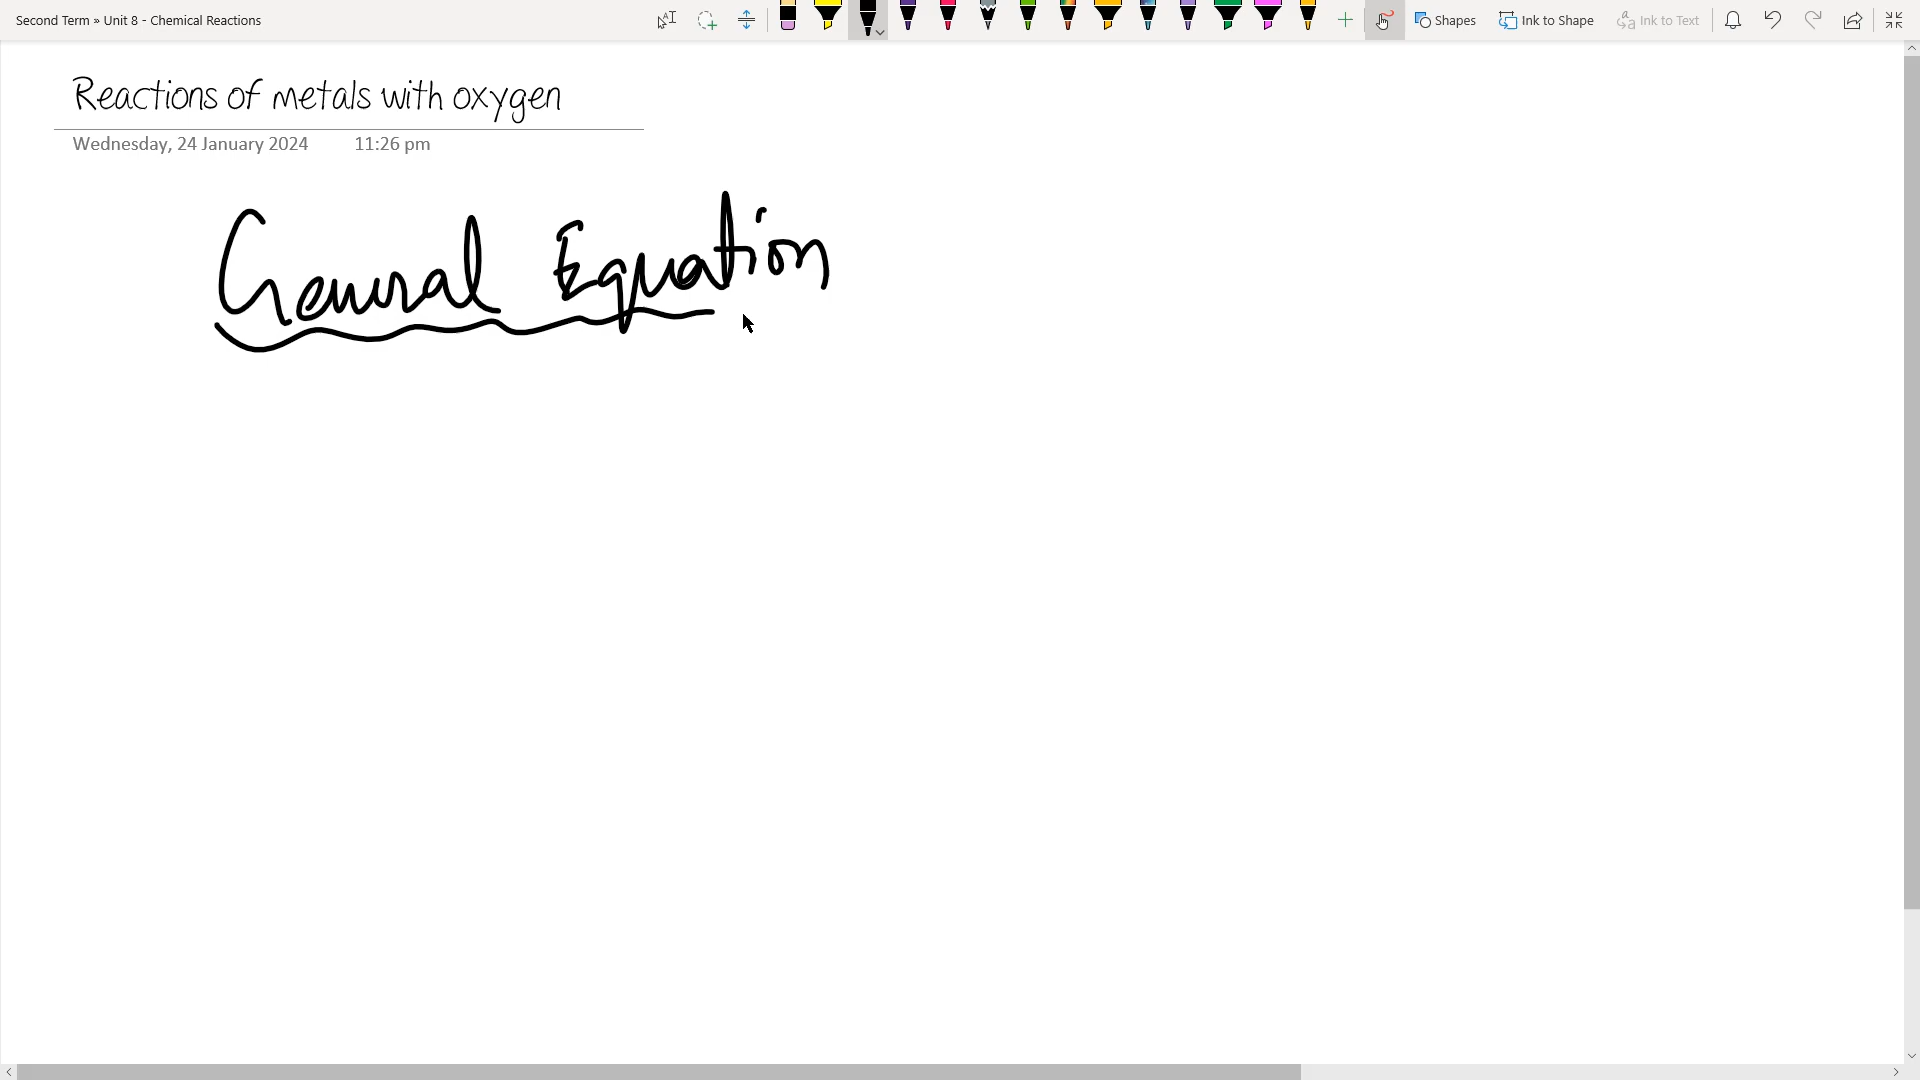 Second Term » Unit 8 - Chemical Reactions
Shapes
Ink to Shape
Ink to Text
Reactions of metals with oxygen
Wednesday, 24 January 2024 11:26 pm
General Equation